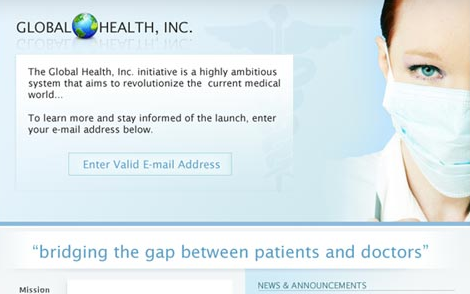 GLOBAL HEALTH, INC.
The Global Health, Inc. initiative is a highly ambitious
system that aims to revolutionize the current medical
world...
To learn more and stay informed of the launch, enter
your e-mail address below.
Enter Valid E-mail Address
“bridging the gap between patients and doctors”
Mission
NEWS & ANNOUNCEMENTS